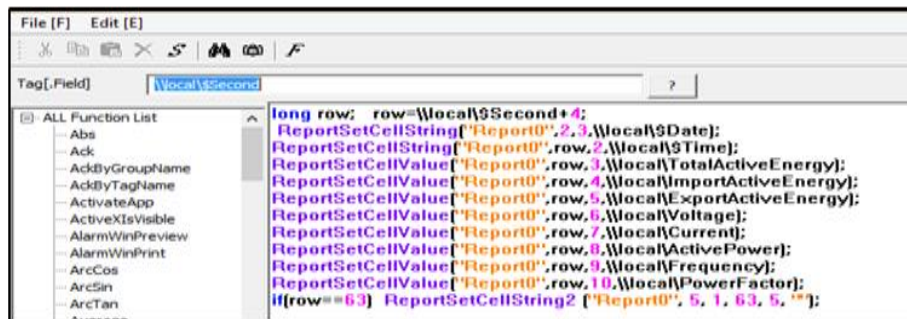 File [F] Edit [E]
S F
Tag[.Field] \\local\$Second ?
ALL Function List
Abs
Ack
AckByGroupName
AckByTagName
ActivateApp
ActiveXIsVisible
AlarmWinPreview
AlarmWinPrint
ArcCos
ArcSin
ArcTan
Average
long row; row=\\local\$Second+4;
ReportSetCellString("Report0",2,3,\\local\$Date);
ReportSetCellString("Report0",row,2,\\local\$Time);
ReportSetCellValue("Report0",row,3,\\local\TotalActiveEnergy);
ReportSetCellValue("Report0",row,4,\\local\ImportActiveEnergy);
ReportSetCellValue("Report0",row,5,\\local\ExportActiveEnergy);
ReportSetCellValue("Report0",row,6,\\local\Voltage);
ReportSetCellValue("Report0",row,7,\\local\Current);
ReportSetCellValue("Report0",row,8,\\local\ActivePower);
ReportSetCellValue("Report0",row,9,\\local\Frequency);
ReportSetCellValue("Report0",row,10,\\local\PowerFactor);
if(row==63) ReportSetCellString2 ("Report0", 5, 1, 63, 5, "");